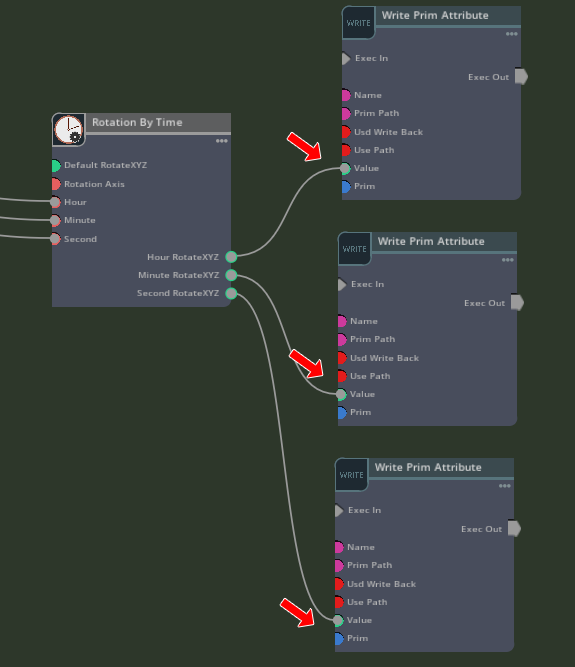 Rotation By Time
Default RotateXYZ
Rotation Axis
Hour
Minute
Second
Hour RotateXYZ
Minute RotateXYZ
Second RotateXYZ
WRITE
Write Prim Attribute
Exec In
Exec Out
Name
Prim Path
Usd Write Back
Use Path
Value
Prim
WRITE
Write Prim Attribute
Exec In
Exec Out
Name
Prim Path
Usd Write Back
Use Path
Value
Prim
WRITE
Write Prim Attribute
Exec In
Exec Out
Name
Prim Path
Usd Write Back
Use Path
Value
Prim